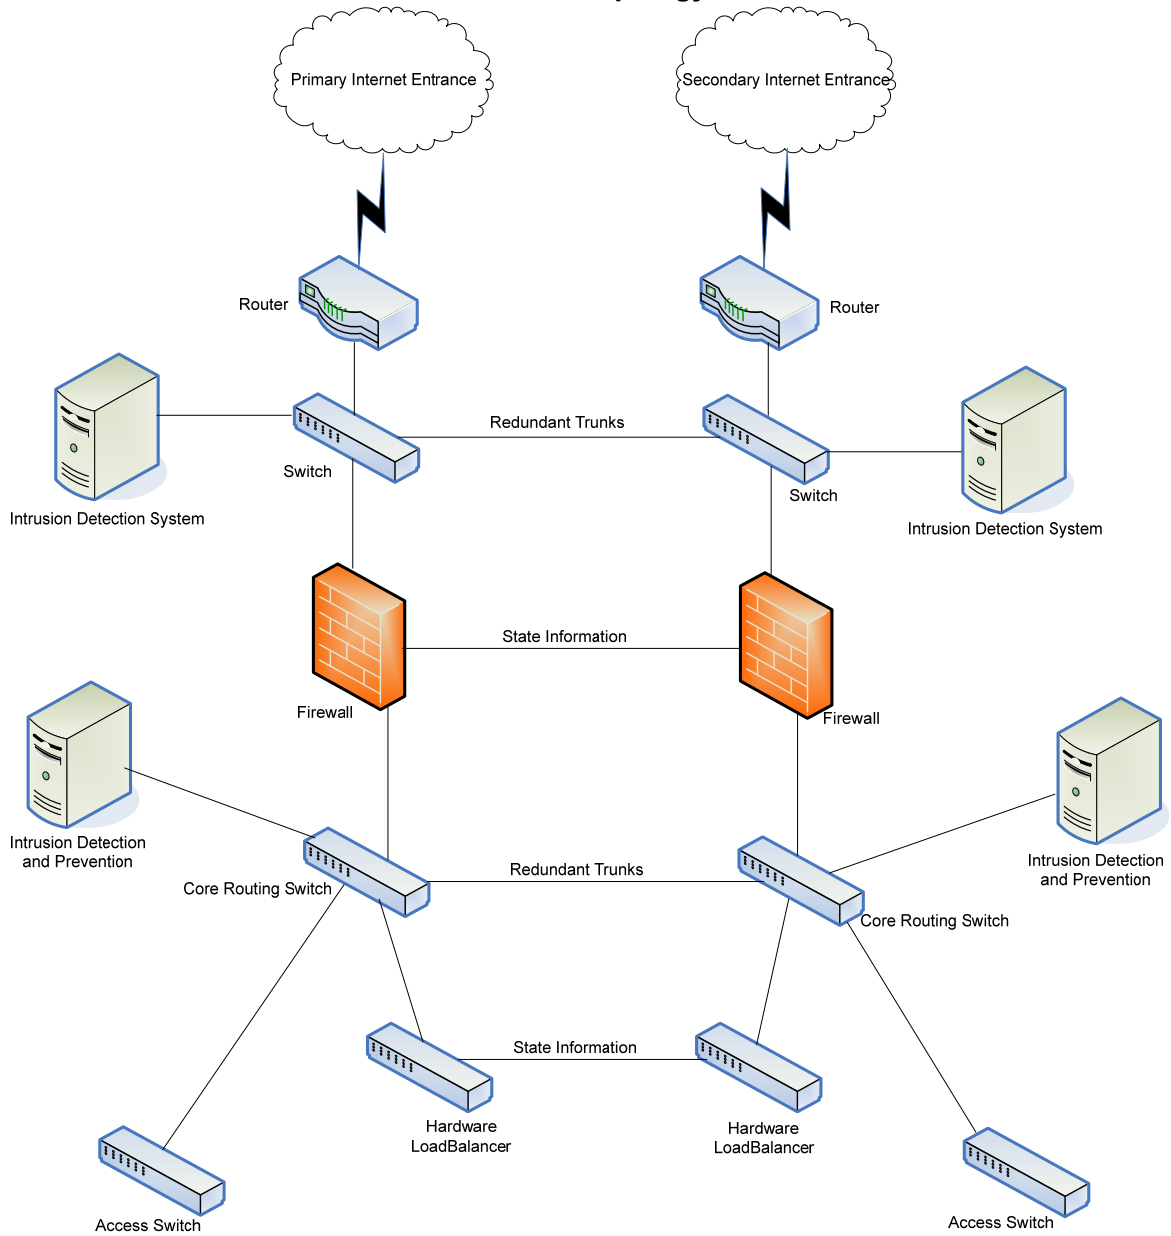 Primary Internet Entrance
Secondary Internet Entrance
Router
Router
Redundant Trunks
Switch
Switch
Intrusion Detection System
Intrusion Detection System
State Information
Firewall
Firewall
Intrusion Detection
and Prevention
Intrusion Detection
and Prevention
Redundant Trunks
Core Routing Switch
Core Routing Switch
State Information
Hardware
LoadBalancer
Hardware
LoadBalancer
Access Switch
Access Switch